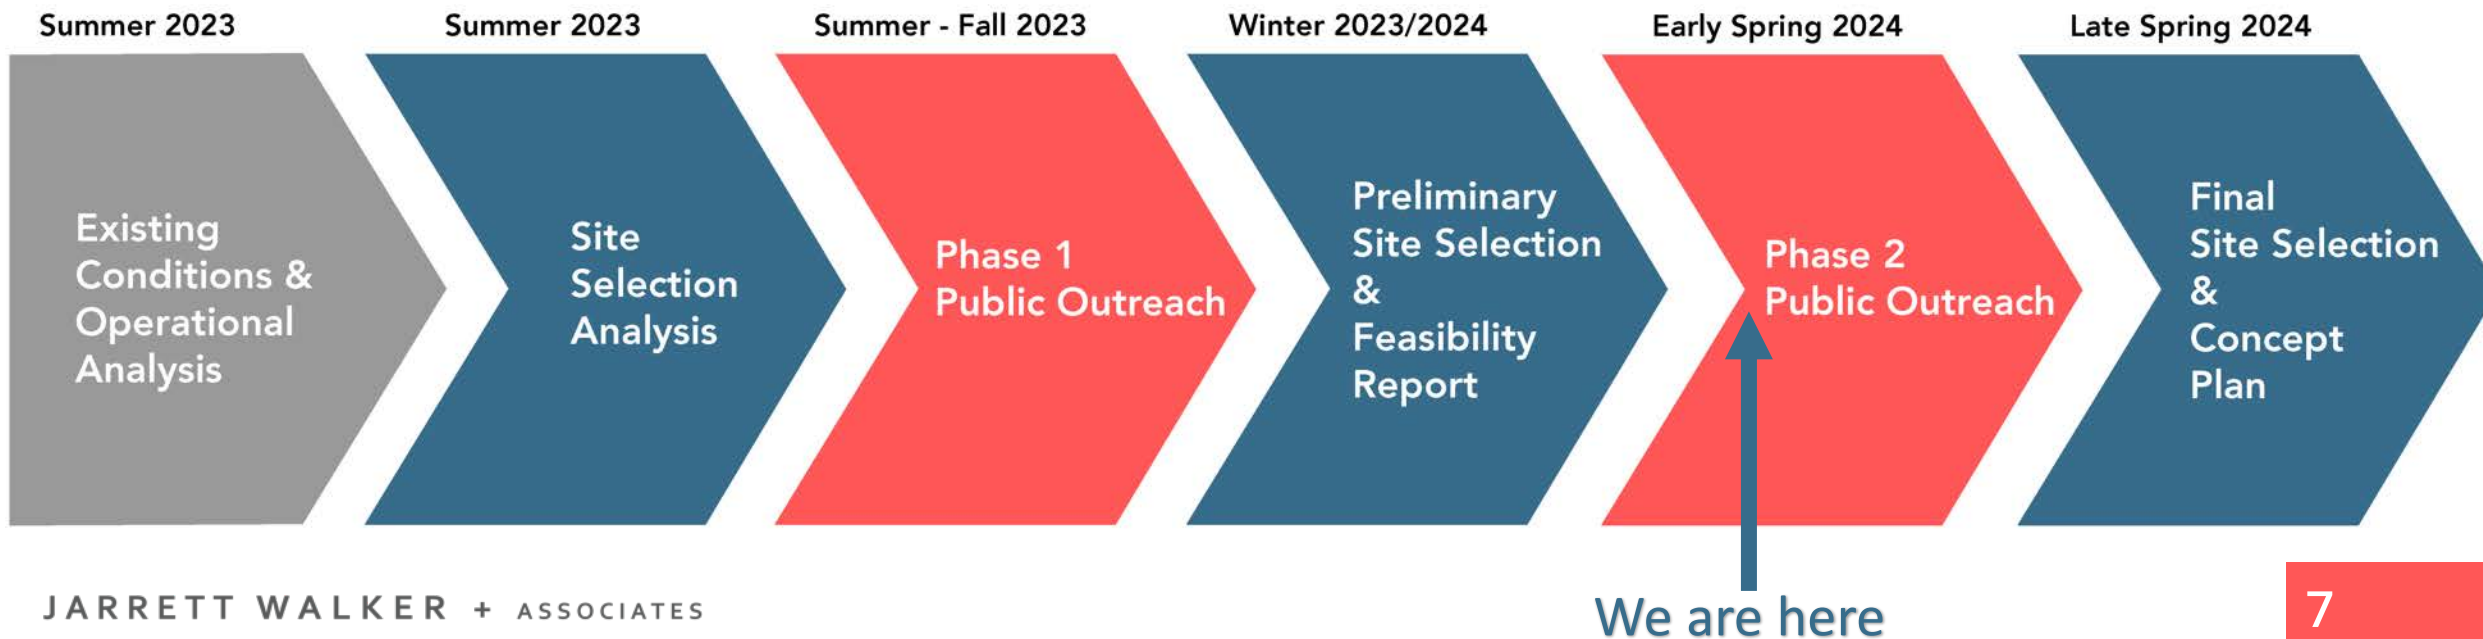 Summer 2023
Summer 2023
Summer - Fall 2023
Winter 2023/2024
Early Spring 2024
Late Spring 2024
Existing
Conditions &
Operational
Analysis
Site
Selection
Analysis
Phase 1
Public Outreach
Preliminary
Site Selection
&
Feasibility
Report
Phase 2
Public Outreach
Final
Site Selection
&
Concept
Plan
We are here
JARRETT WALKER + ASSOCIATES
7